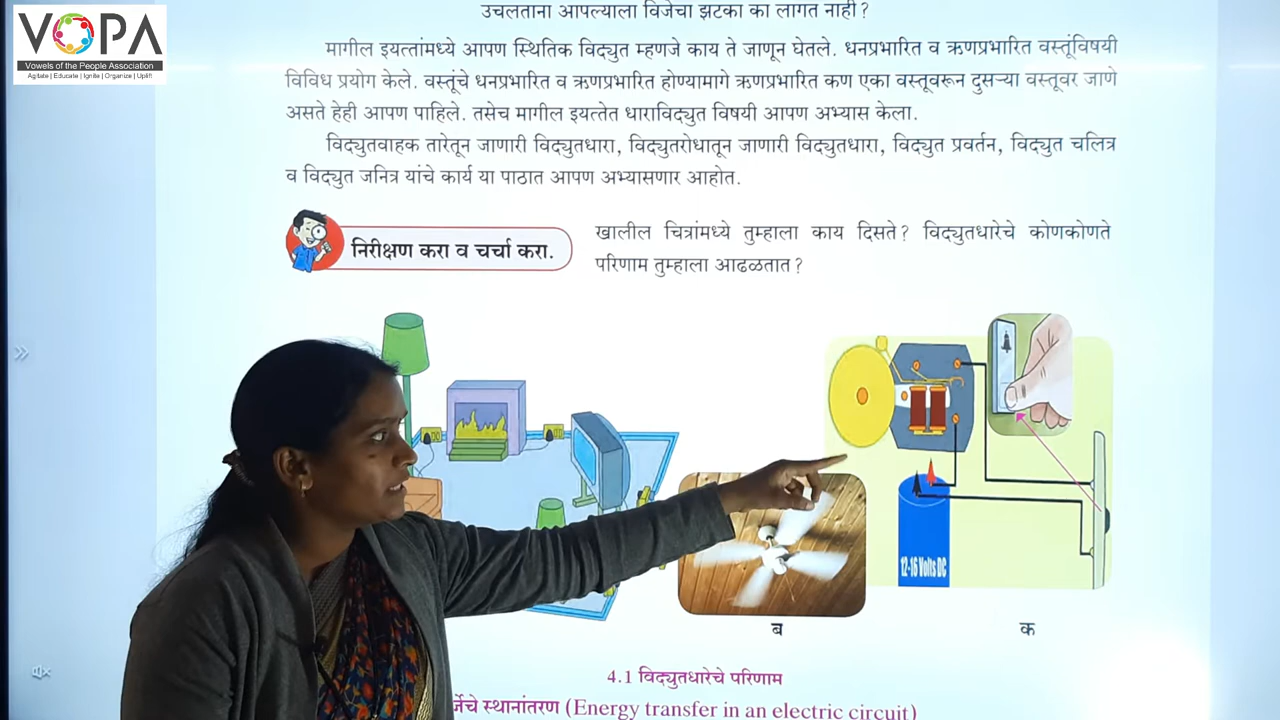 VOPA
Vowels of the People Association
Agitate | Educate | Ignite | Organize | Uplift
उचलताना आपल्याला विजेचा झटका का लागत नाही?
मागील इयत्तांमध्ये आपण स्थितिक विद्युत म्हणजे काय ते जाणून घेतले. धनप्रभारित व ऋणप्रभारित वस्तूंविषयी
विविध प्रयोग केले. वस्तूंचे धनप्रभारित व ऋणप्रभारित होण्यामागे ऋणप्रभारित कण एका वस्तूवरून दुसऱ्या वस्तूवर जाणे
असते हेही आपण पाहिले. तसेच मागील इयत्तेत धाराविद्युत विषयी आपण अभ्यास केला.
विद्युतवाहक तारेतून जाणारी विद्युतधारा, विद्युतरोधातून जाणारी विद्युतधारा, विद्युत प्रवर्तन, विद्युत चलित्र
व विद्युत जनित्र यांचे कार्य या पाठात आपण अभ्यासणार आहोत.
निरीक्षण करा व चर्चा करा.
खालील चित्रांमध्ये तुम्हाला काय दिसते? विद्युतधारेचे कोणकोणते
परिणाम तुम्हाला आढळतात?
12-16 Volts DC
ब
क
4.1 विद्युतधारेचे परिणाम
स्थानांतरण (Energy transfer in an electric circuit)